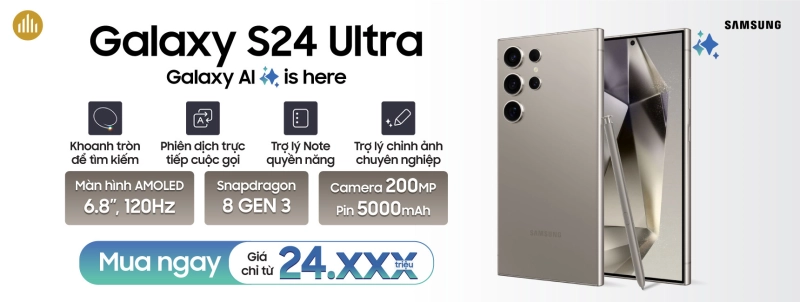 Galaxy S24 Ultra
Galaxy AI is here
SAMSUNG
Khoanh tròn
để tìm kiếm
Phiên dịch trực
tiếp cuộc gọi
Trợ lý Note
quyền năng
Trợ lý chỉnh ảnh
chuyên nghiệp
Màn hình AMOLED
6.8”, 120Hz
Snapdragon
8 GEN 3
Camera 200MP
Pin 5000mAh
SAMSUNG
Mua ngay
Giá
chỉ từ
24.XXX
triệu